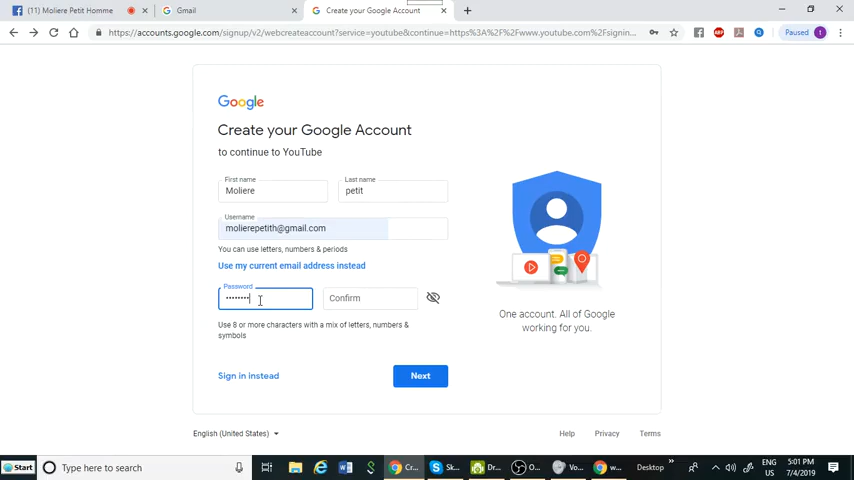 (11) Moliere Petit Homme
Gmail
Create your Google Account
https://accounts.google.com/signup/v2/webcreateaccount?service=youtube&continue=https%3A%2F%2Fwww.youtube.com%2Fsignin...
ABP
Paused
t
Google
Create your Google Account
to continue to YouTube
First name
Last name
Moliere
petit
Username
molierepetith@gmail.com
You can use letters, numbers & periods
Use my current email address instead
Password
••••••••
Confirm
Use 8 or more characters with a mix of letters, numbers &
symbols
One account. All of Google
working for you.
Sign in instead
Next
English (United States)
Help
Privacy
Terms
Start
Type here to search
Cr...
Sk...
Dr...
O...
Vo...
w...
Desktop
»
ENG
US
5:01 PM
7/4/2019